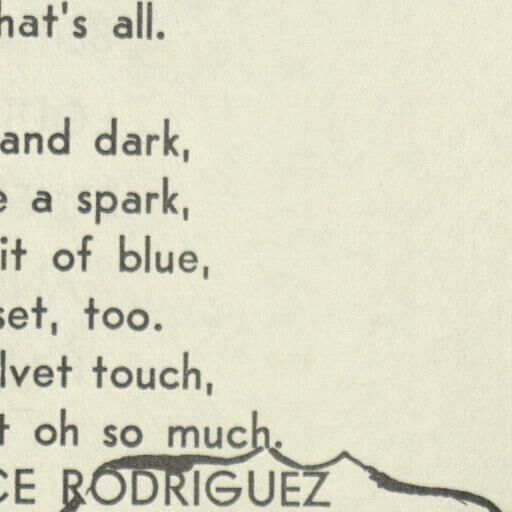 hat's all.
and dark,
e a spark,
it of blue,
set, too.
lvet touch,
t oh so much.
CE RODRIGUEZ